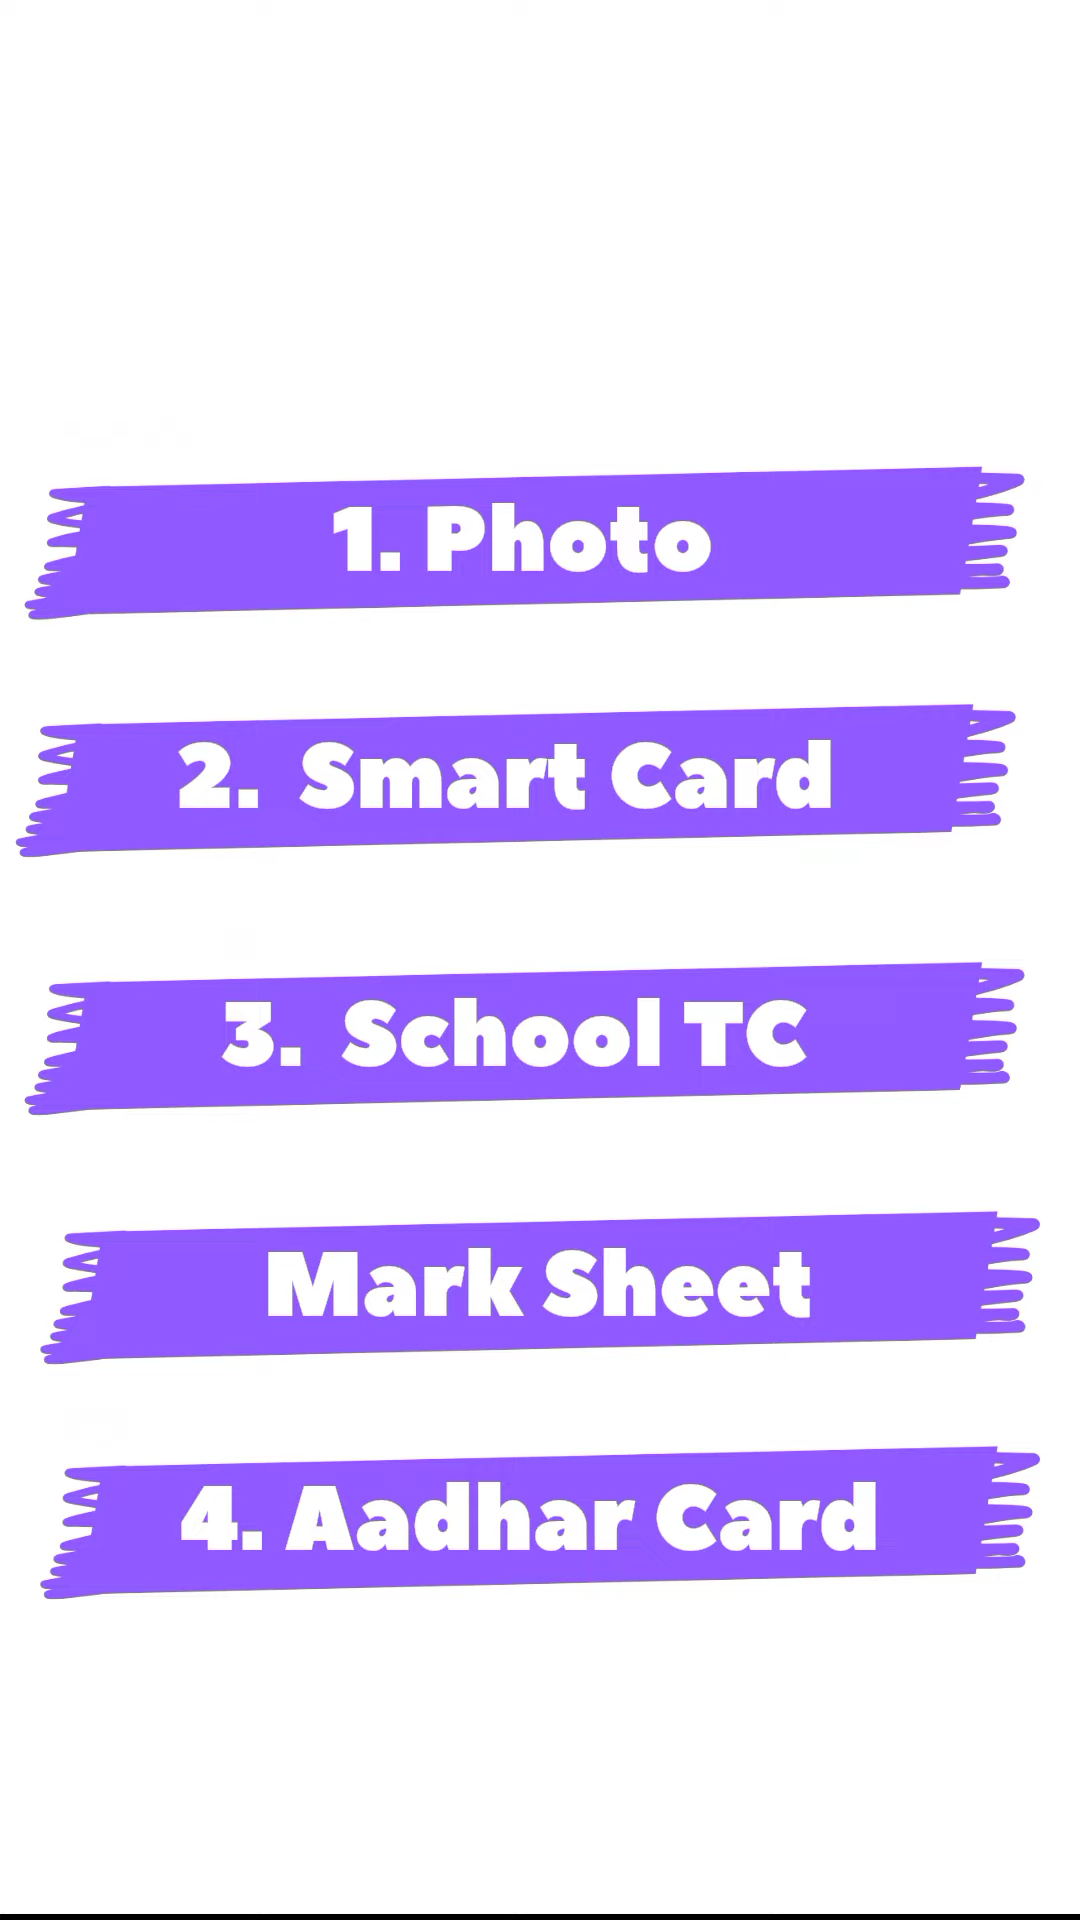 1. Photo
2. Smart Card
3. School TC
Mark Sheet
4. Aadhar Card